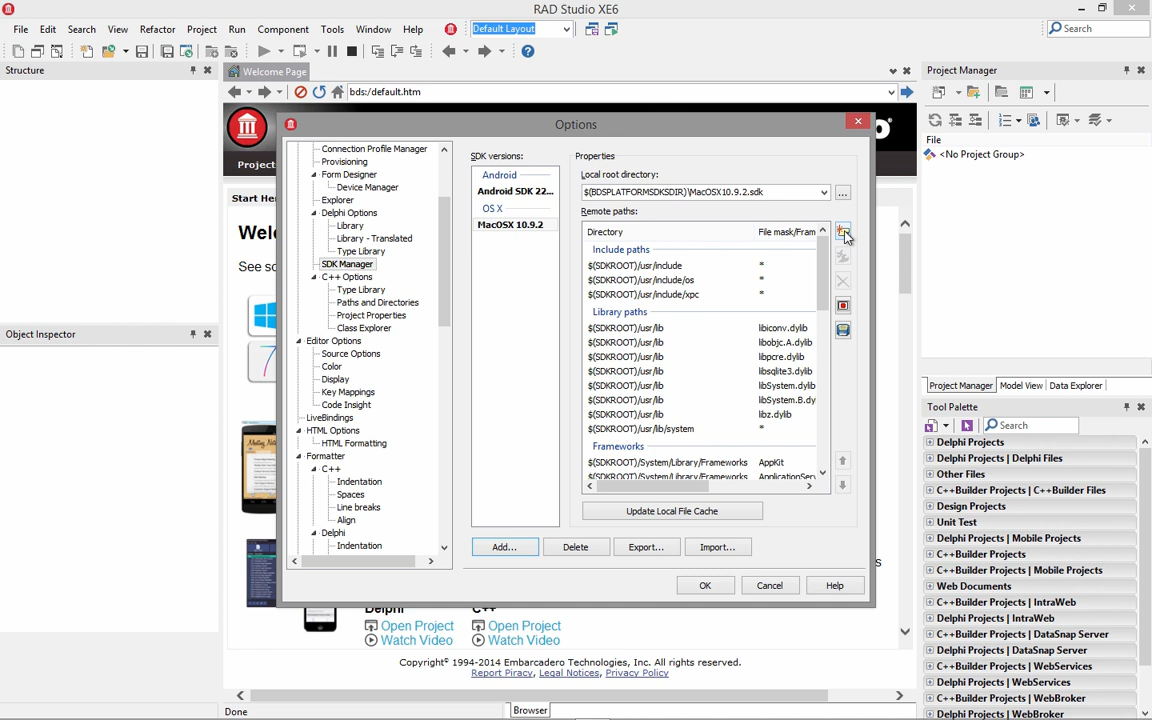 RAD Studio XE6
File Edit Search View Refactor Project Run Component Tools Window Help Default Layout Search
Structure
Welcome Page
Project Manager
bds:/default.htm
File
<No Project Group>
Project
Start He
Wel
See so
Object Inspector
Options
Connection Profile Manager
Provisioning
Form Designer
Device Manager
Explorer
Delphi Options
Library
Library - Translated
Type Library
SDK Manager
C++ Options
Type Library
Paths and Directories
Project Properties
Class Explorer
Editor Options
Source Options
Color
Display
Key Mappings
Code Insight
LiveBindings
HTML Options
HTML Formatting
Formatter
C++
Indentation
Spaces
Line breaks
Align
Delphi
Indentation
SDK versions:
Android
Android SDK 22...
OS X
MacOSX 10.9.2
Properties
Local root directory:
$(BDSPLATFORMSDKSDIR)\MacOSX10.9.2.sdk
...
Remote paths:
Directory File mask/Fram
Include paths
$(SDKROOT)/usr/include *
$(SDKROOT)/usr/include/os *
$(SDKROOT)/usr/include/xpc *
Library paths
$(SDKROOT)/usr/lib libiconv.dylib
$(SDKROOT)/usr/lib libobjc.A.dylib
$(SDKROOT)/usr/lib libpcre.dylib
$(SDKROOT)/usr/lib libsqlite3.dylib
$(SDKROOT)/usr/lib libSystem.dylib
$(SDKROOT)/usr/lib libSystem.B.dy
$(SDKROOT)/usr/lib libz.dylib
$(SDKROOT)/usr/lib/system *
Frameworks
$(SDKROOT)/System/Library/Frameworks AppKit
$(SDKROOT)/System/Library/Frameworks ApplicationSer
Update Local File Cache
Add... Delete Export... Import...
OK Cancel Help
Delphi C++
Open Project Open Project
Watch Video Watch Video
Copyright© 1994-2014 Embarcadero Technologies, Inc. All rights reserved.
Report Piracy, Legal Notices, Privacy Policy
Done
Browser
Project Manager Model View Data Explorer
Tool Palette
Search
Delphi Projects
Delphi Projects | Delphi Files
Other Files
C++Builder Projects | C++Builder Files
Design Projects
Unit Test
Delphi Projects | Mobile Projects
C++Builder Projects
C++Builder Projects | Mobile Projects
Web Documents
C++Builder Projects | IntraWeb
Delphi Projects | IntraWeb
C++Builder Projects | DataSnap Server
Delphi Projects | DataSnap Server
C++Builder Projects | WebServices
Delphi Projects | WebServices
C++Builder Projects | WebBroker
Delphi Projects | WebBroker